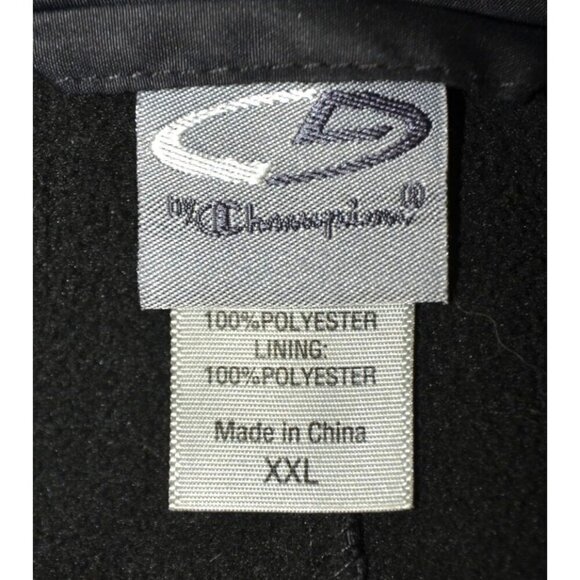 by Champion®
100%POLYESTER
LINING:
100%POLYESTER
Made in China
XXL